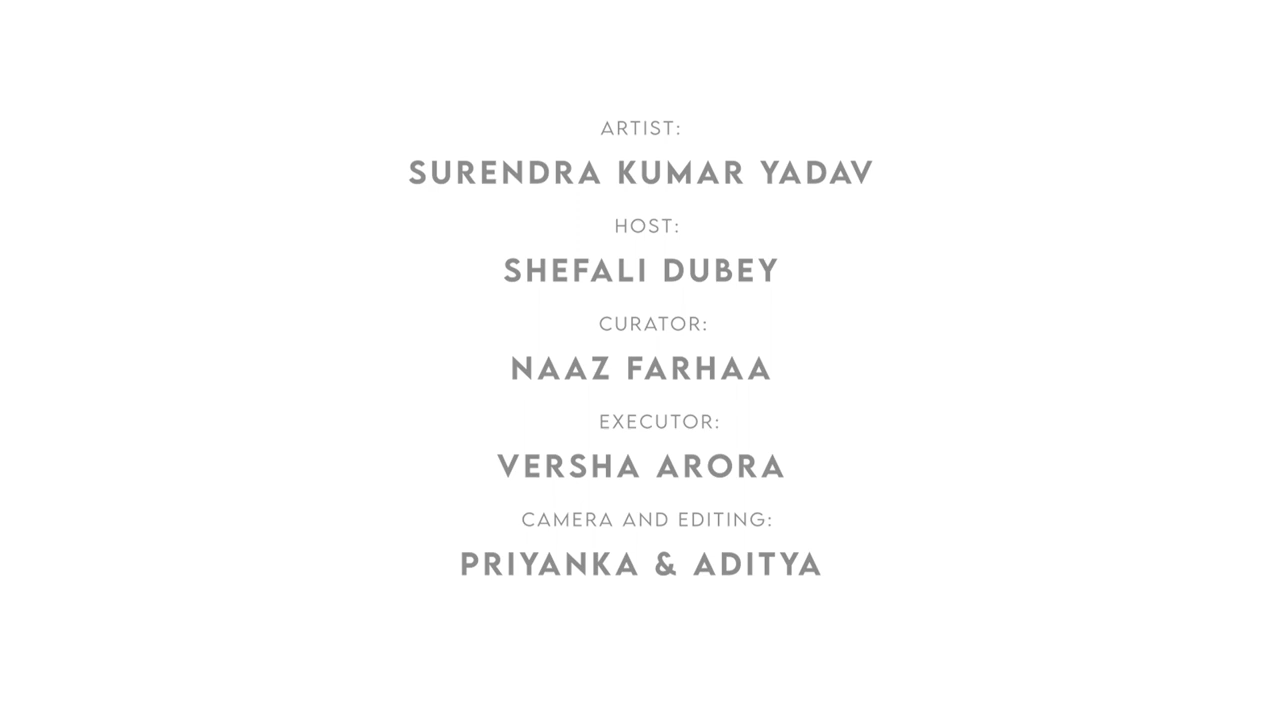 ARTIST:
SURENDRA KUMAR YADAV
HOST:
SHEFALI DUBEY
CURATOR:
NAAZ FARHAA
EXECUTOR:
VERSHA ARORA
CAMERA AND EDITING:
PRIYANKA & ADITYA